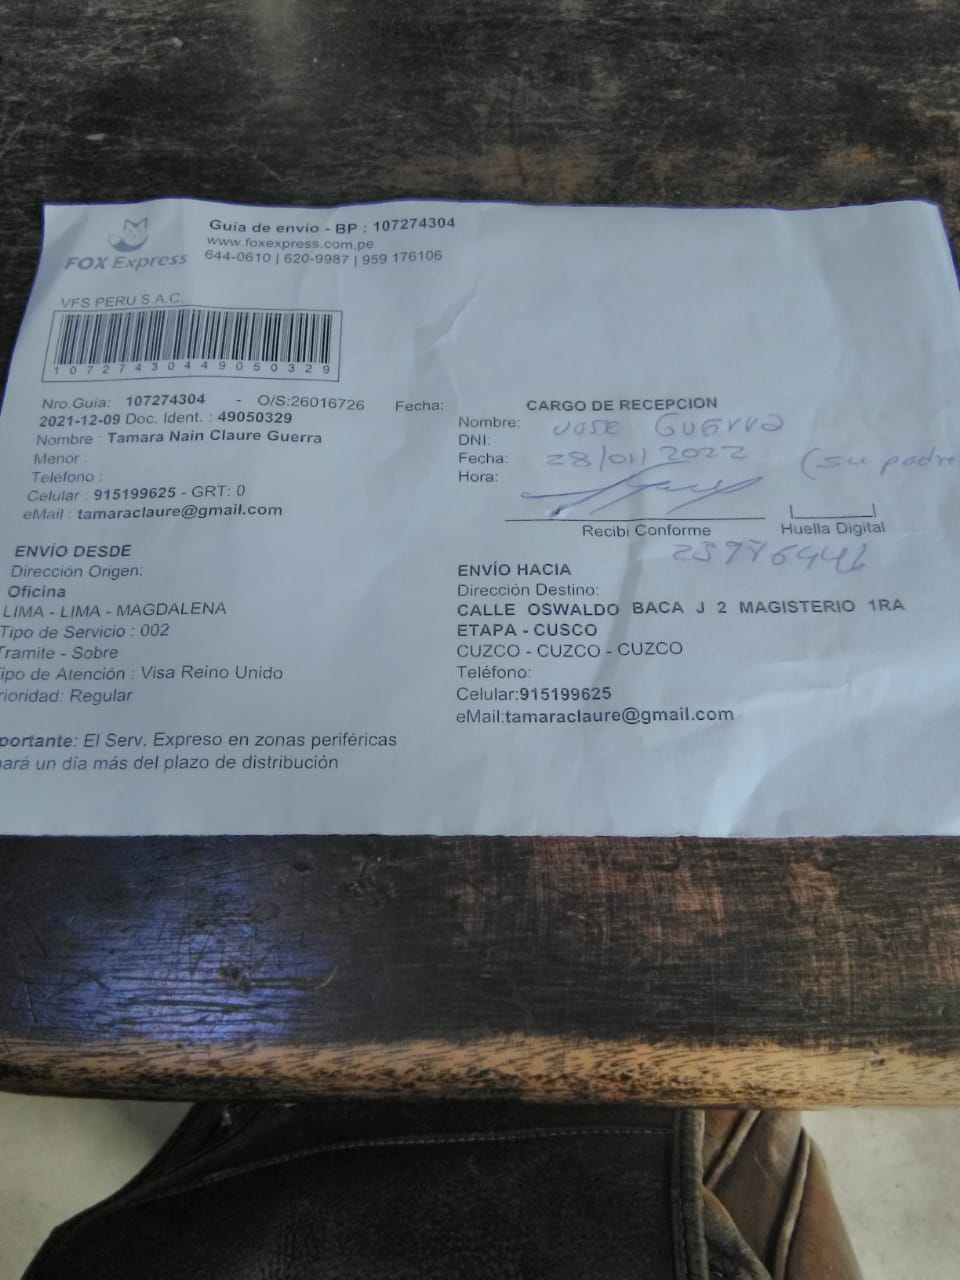 FOX Express
Guía de envío - BP : 107274304
www.foxexpress.com.pe
644-0610 | 620-9987 | 959 176106
VFS PERU S.A.C.
10727430449050329
Nro.Guia: 107274304 - O/S:26016726 Fecha:
2021-12-09 Doc. Ident. : 49050329
Nombre : Tamara Nain Claure Guerra
Menor :
Teléfono :
Celular : 915199625 - GRT: 0
eMail : tamaraclaure@gmail.com
ENVÍO DESDE
Dirección Origen:
Oficina
LIMA - LIMA - MAGDALENA
Tipo de Servicio : 002
Tramite - Sobre
ipo de Atención : Visa Reino Unido
rioridad: Regular
portante: El Serv. Expreso en zonas periféricas
ará un día más del plazo de distribución
CARGO DE RECEPCION
Nombre: JOSE GUERRA
DNI:
Fecha: 28/01/2022 (su padre
Hora:
Recibi Conforme
Huella Digital
ENVÍO HACIA
Dirección Destino:
CALLE OSWALDO BACA J 2 MAGISTERIO 1RA
ETAPA - CUSCO
CUZCO - CUZCO - CUZCO
Teléfono:
Celular:915199625
eMail:tamaraclaure@gmail.com